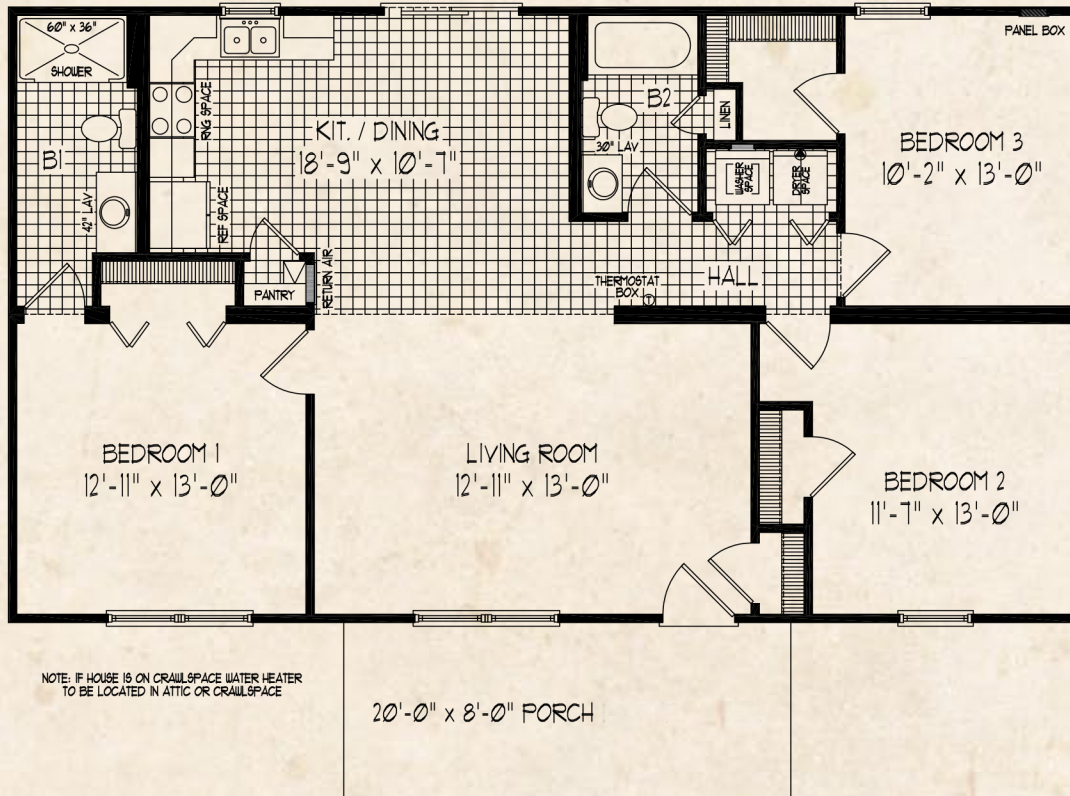 60" x 36"
SHOWER
B1
42" LAV
RNG SPACE
REF SPACE
KIT. / DINING
18'-9" x 10'-7"
PANTRY
RETURN AIR
B2
30" LAV
LINEN
WASHER
SPACE
DRYER
SPACE
PANEL BOX
BEDROOM 3
10'-2" x 13'-0"
THERMOSTAT
BOX
HALL
BEDROOM 1
12'-11" x 13'-0"
LIVING ROOM
12'-11" x 13'-0"
BEDROOM 2
11'-7" x 13'-0"
NOTE: IF HOUSE IS ON CRAWLSPACE WATER HEATER
TO BE LOCATED IN ATTIC OR CRAWLSPACE
20'-0" x 8'-0" PORCH